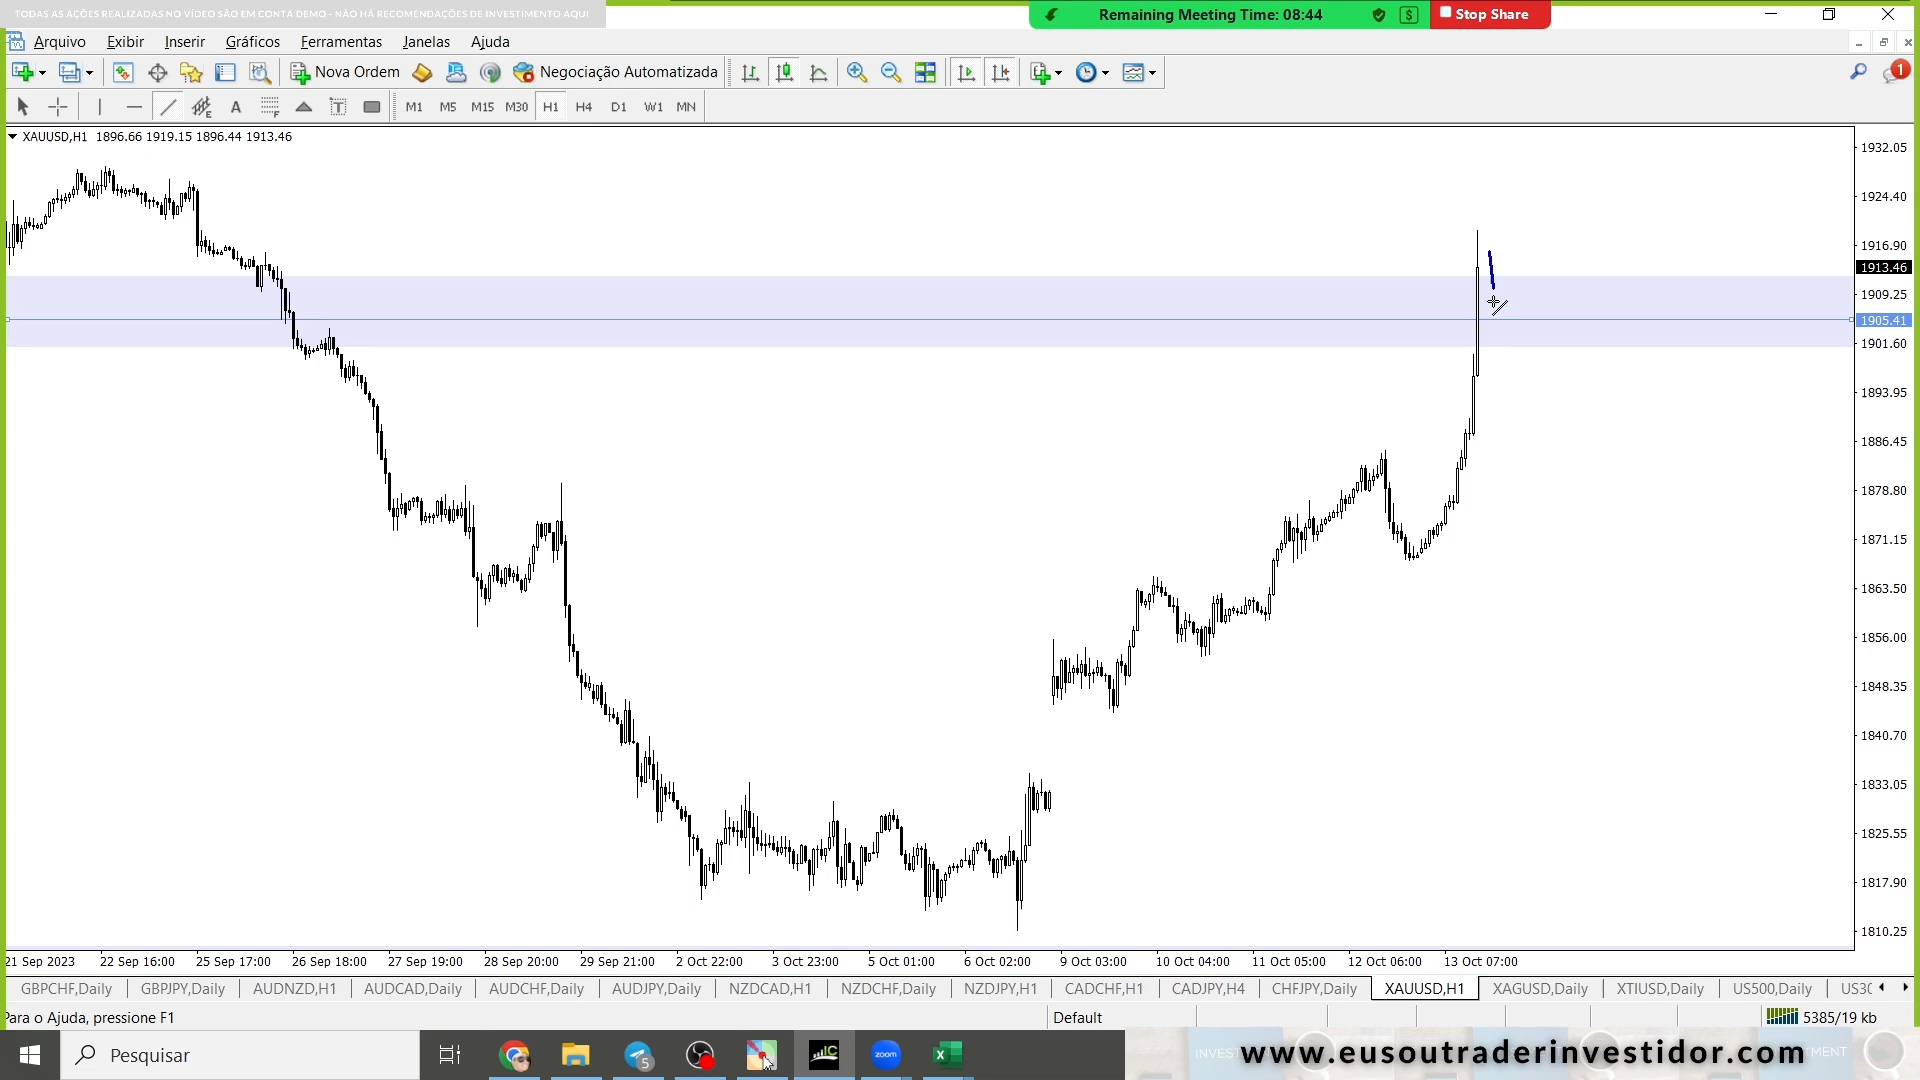 TODAS AS AÇÕES REALIZADAS NO VÍDEO SÃO EM CONTA DEMO - NÃO HÁ RECOMENDAÇÕES DE INVESTIMENTO AQUI
Remaining Meeting Time: 08:44
$
Stop Share
Arquivo Exibir Inserir Gráficos Ferramentas Janelas Ajuda
Nova Ordem
Negociação Automatizada
1
A
T
M1 M5 M15 M30 H1 H4 D1 W1 MN
XAUUSD,H1 1896.66 1919.15 1896.44 1913.46
1932.05
1924.40
1916.90
1913.46
1909.25
1905.41
1901.60
1893.95
1886.45
1878.80
1871.15
1863.50
1856.00
1848.35
1840.70
1833.05
1825.55
1817.90
1810.25
21 Sep 2023 22 Sep 16:00 25 Sep 17:00 26 Sep 18:00 27 Sep 19:00 28 Sep 20:00 29 Sep 21:00 2 Oct 22:00 3 Oct 23:00 5 Oct 01:00 6 Oct 02:00 9 Oct 03:00 10 Oct 04:00 11 Oct 05:00 12 Oct 06:00 13 Oct 07:00
GBPCHF,Daily GBPJPY,Daily AUDNZD,H1 AUDCAD,Daily AUDCHF,Daily AUDJPY,Daily NZDCAD,H1 NZDCHF,Daily NZDJPY,H1 CADCHF,H1 CADJPY,H4 CHFJPY,Daily XAUUSD,H1 XAGUSD,Daily XTIUSD,Daily US500,Daily US30
Para o Ajuda, pressione F1
Default
5385/19 kb
Pesquisar
5
IC
zoom
www.eusoutraderinvestidor.com